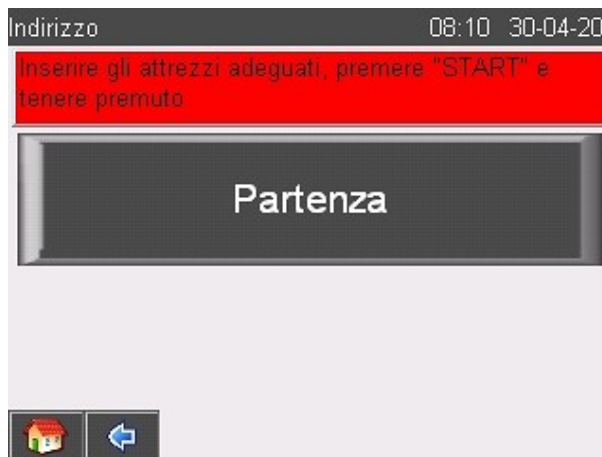 Indirizzo 08:10 30-04-20
Inserire gli attrezzi adeguati, premere "START" e
tenere premuto
Partenza